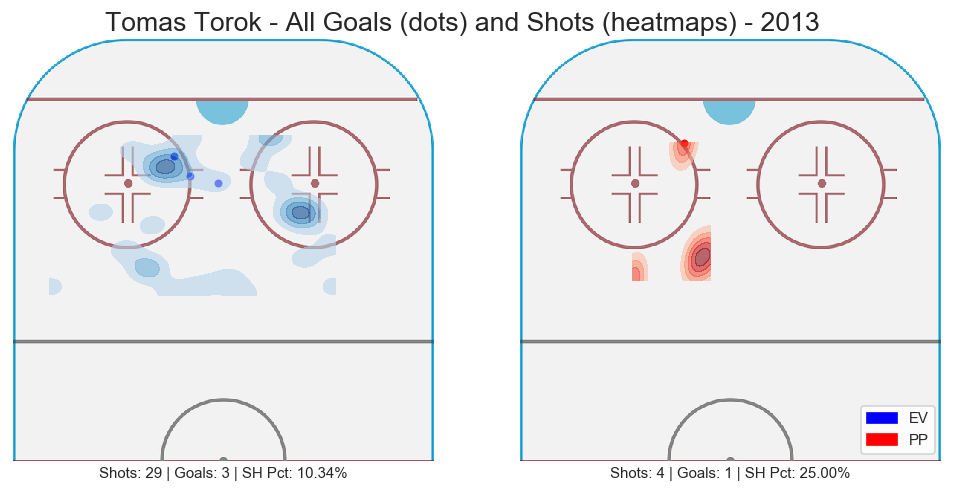 Tomas Torok - All Goals (dots) and Shots (heatmaps) - 2013
EV
PP
Shots: 29 | Goals: 3 | SH Pct: 10.34%
Shots: 4 | Goals: 1 | SH Pct: 25.00%